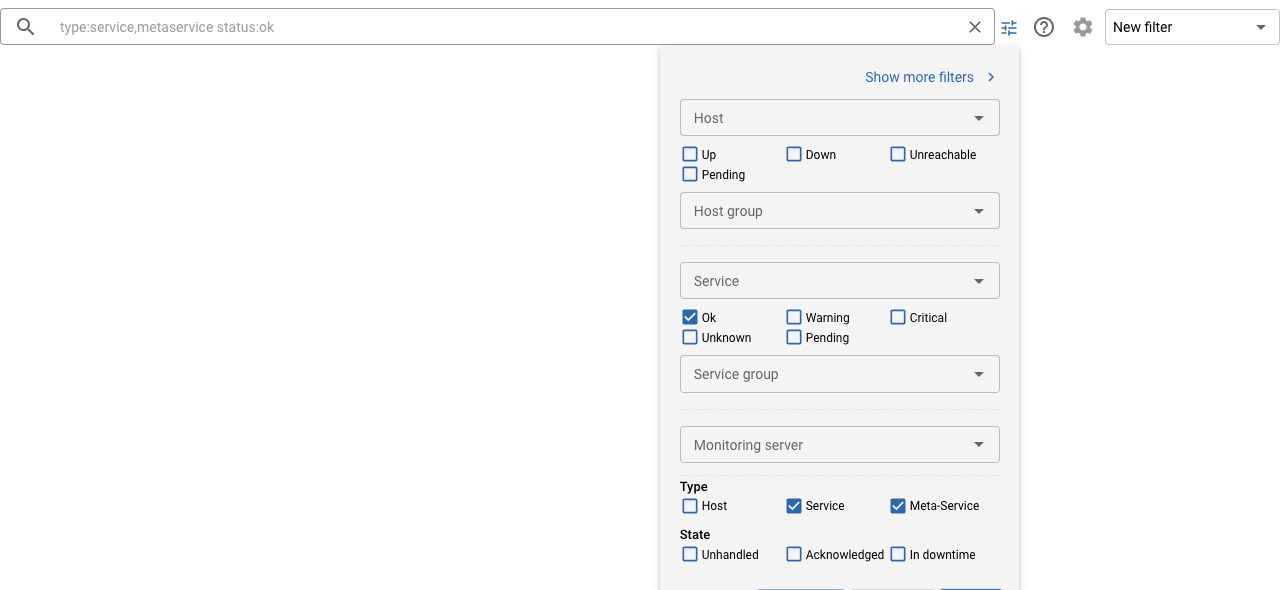 type:service,metaservice status:ok
New filter
Show more filters
Host
Up Down Unreachable
Pending
Host group
Service
Ok Warning Critical
Unknown Pending
Service group
Monitoring server
Type
Host Service Meta-Service
State
Unhandled Acknowledged In downtime